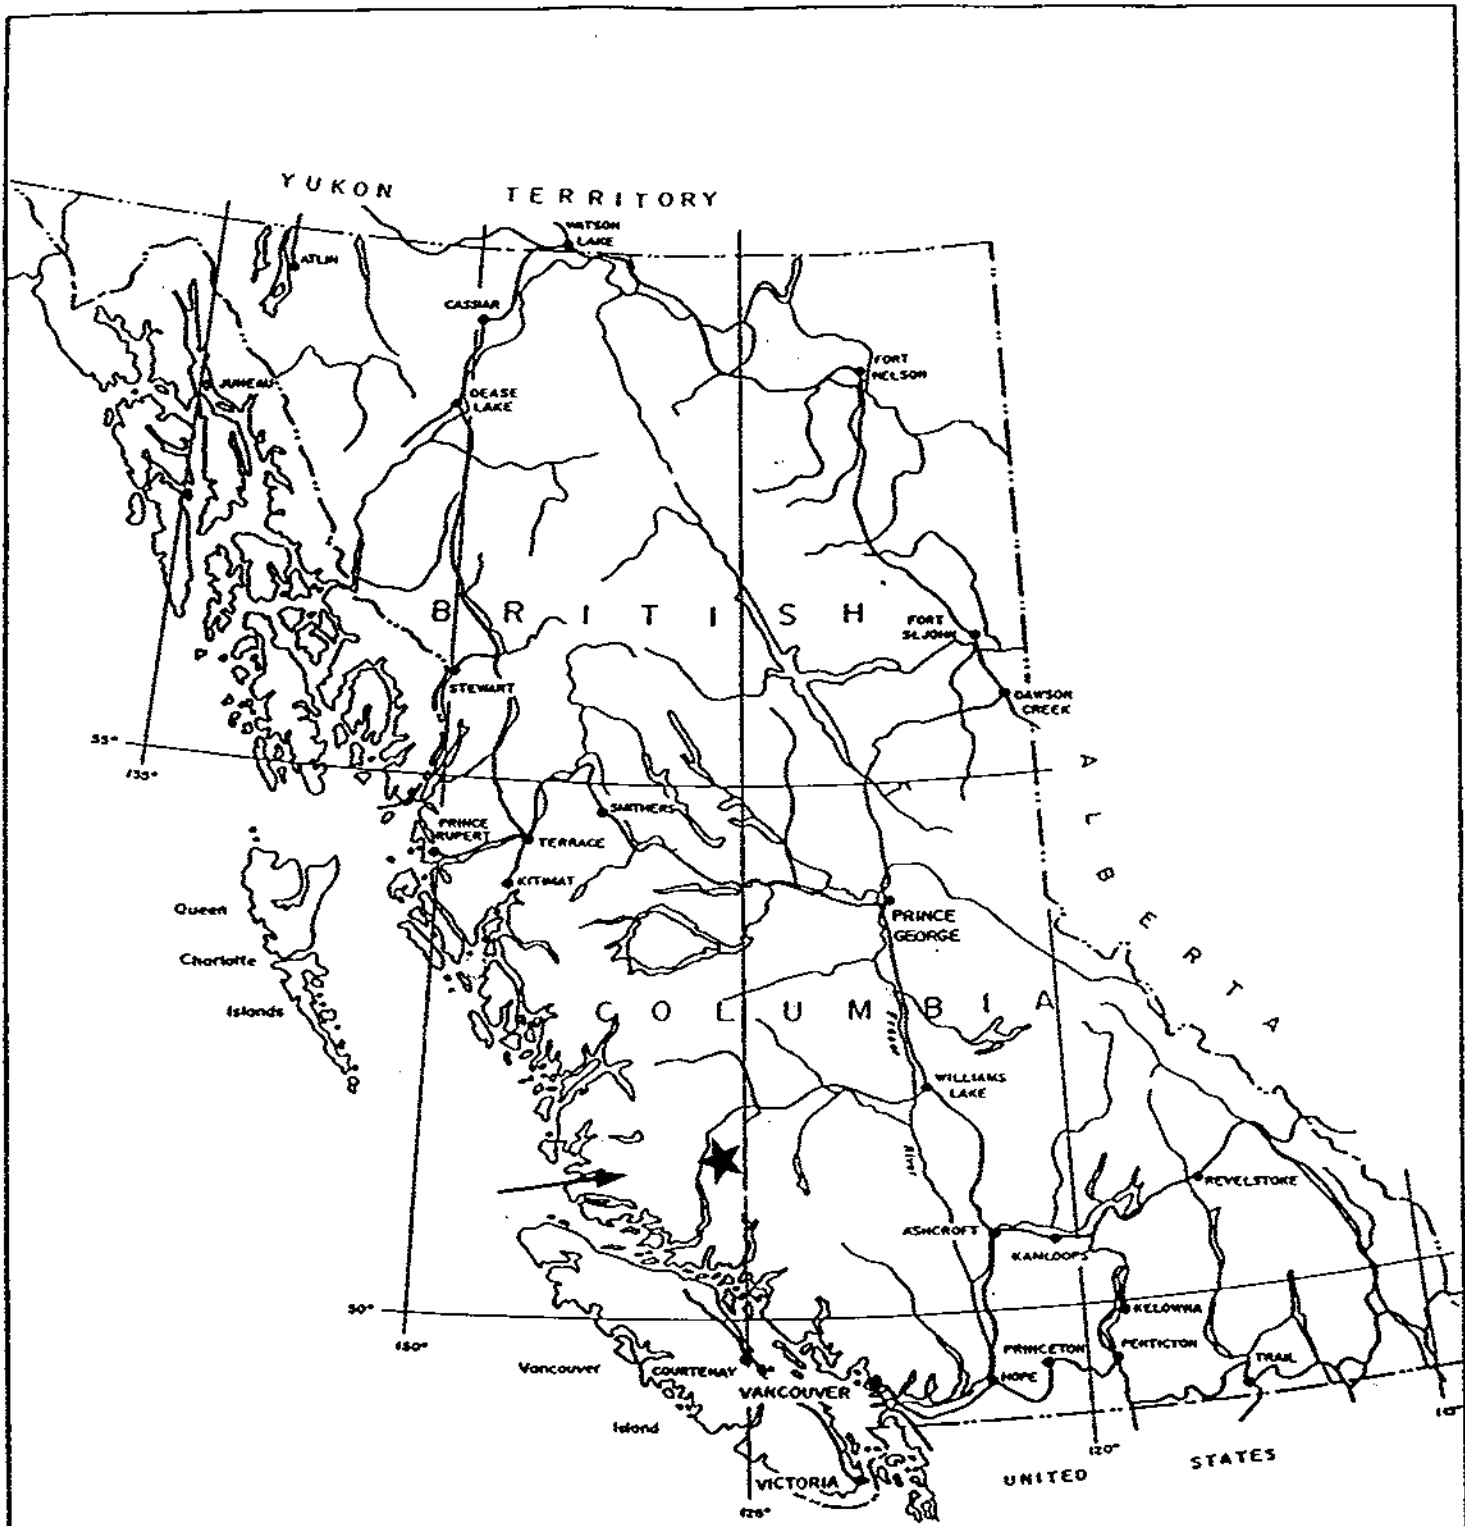 YUKON TERRITORY
WATSON
LAKE
ATLIN
CASSIAR
FORT
NELSON
JUNEAU
DEASE
LAKE
BRITISH
FORT
ST.JOHN
STEWART
DAWSON
CREEK
55°
135°
ALBERTA
PRINCE
RUPERT
SMITHERS
TERRACE
KITIMAT
Queen
Charlotte
Islands
PRINCE
GEORGE
COLUMBIA
Fraser
River
WILLIAMS
LAKE
REVELSTOKE
ASHCROFT
KAMLOOPS
50°
130°
KELOWNA
PRINCETON
PENTICTON
TRAIL
HOPE
Vancouver
Island
COURTENAY
VANCOUVER
VICTORIA
125°
120°
UNITED STATES